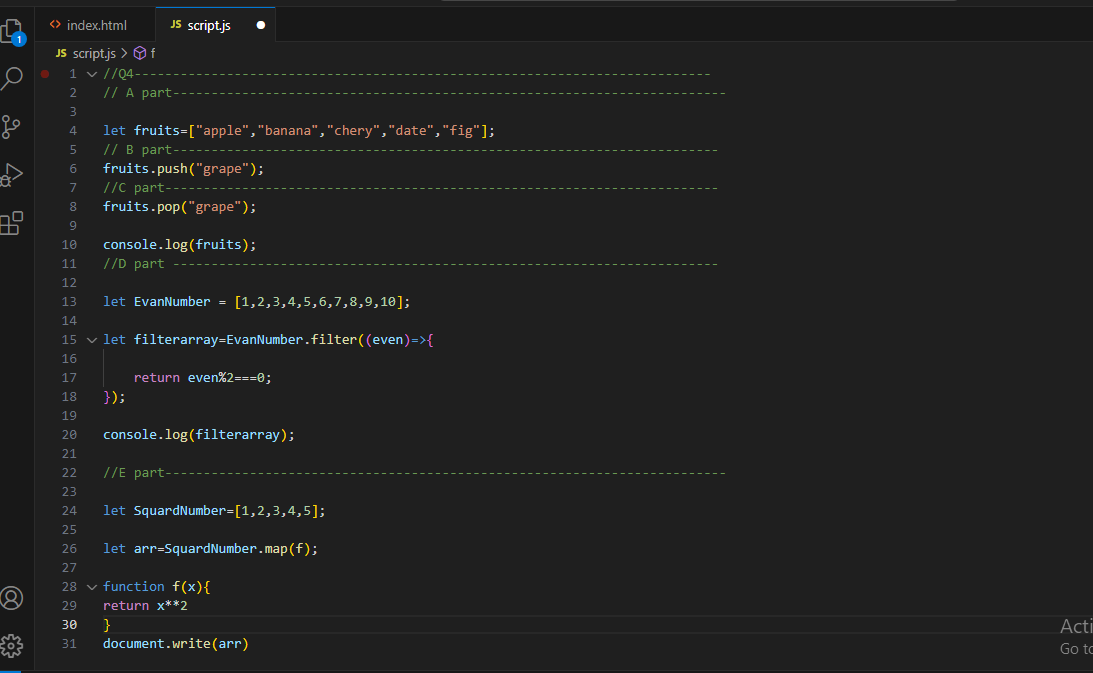 1
index.html
JS script.js
JS script.js > f
1 //Q4---------------------------------------------------------------------------
2 // A part------------------------------------------------------------------------
3
4 let fruits=["apple","banana","chery","date","fig"];
5 // B part-----------------------------------------------------------------------
6 fruits.push("grape");
7 //C part------------------------------------------------------------------------
8 fruits.pop("grape");
9
10 console.log(fruits);
11 //D part -----------------------------------------------------------------------
12
13 let EvanNumber = [1,2,3,4,5,6,7,8,9,10];
14
15 let filterarray=EvanNumber.filter((even)=>{
16
17 return even%2===0;
18 });
19
20 console.log(filterarray);
21
22 //E part-------------------------------------------------------------------------
23
24 let SquardNumber=[1,2,3,4,5];
25
26 let arr=SquardNumber.map(f);
27
28 function f(x){
29 return x**2
30 }
31 document.write(arr)
Acti
Go to